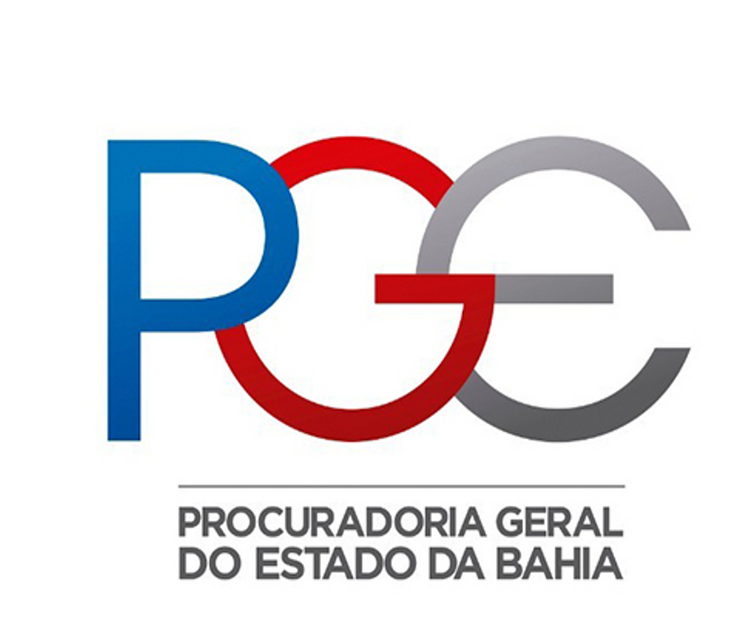 PGE
PROCURADORIA GERAL
DO ESTADO DA BAHIA